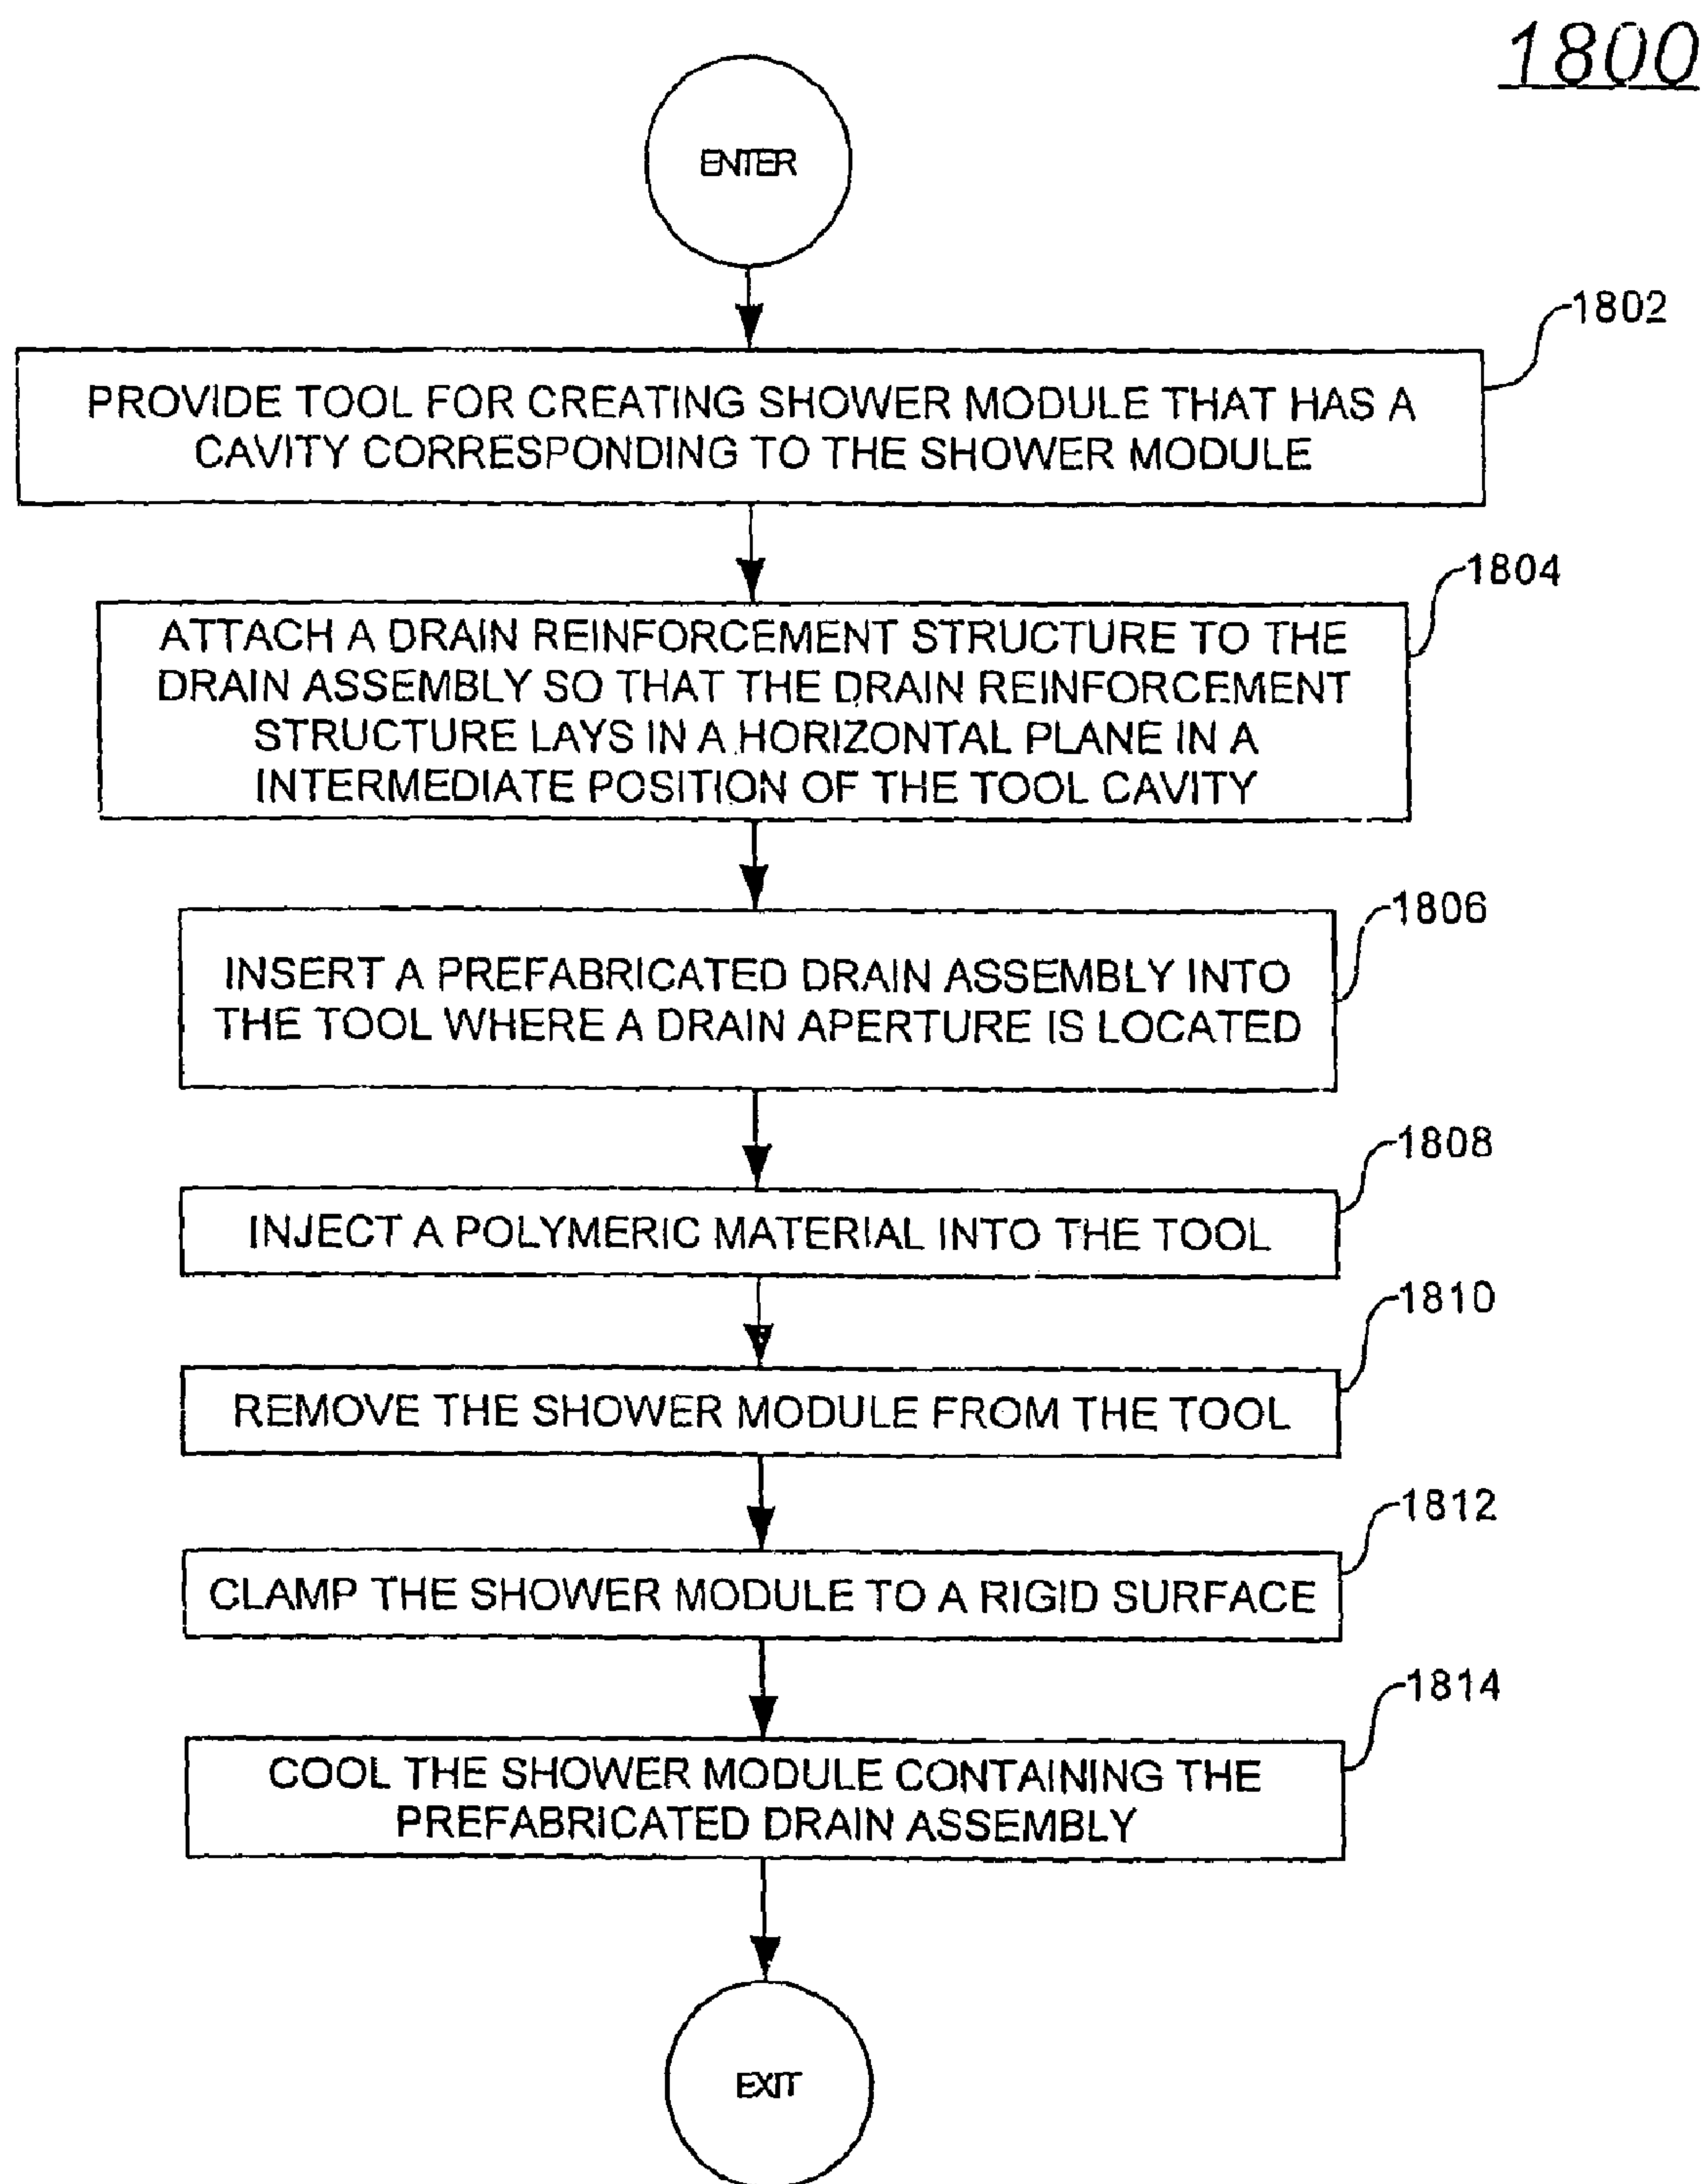 1800
ENTER
1802
PROVIDE TOOL FOR CREATING SHOWER MODULE THAT HAS A
CAVITY CORRESPONDING TO THE SHOWER MODULE
1804
ATTACH A DRAIN REINFORCEMENT STRUCTURE TO THE
DRAIN ASSEMBLY SO THAT THE DRAIN REINFORCEMENT
STRUCTURE LAYS IN A HORIZONTAL PLANE IN A
INTERMEDIATE POSITION OF THE TOOL CAVITY
1806
INSERT A PREFABRICATED DRAIN ASSEMBLY INTO
THE TOOL WHERE A DRAIN APERTURE IS LOCATED
1808
INJECT A POLYMERIC MATERIAL INTO THE TOOL
1810
REMOVE THE SHOWER MODULE FROM THE TOOL
1812
CLAMP THE SHOWER MODULE TO A RIGID SURFACE
1814
COOL THE SHOWER MODULE CONTAINING THE
PREFABRICATED DRAIN ASSEMBLY
EXIT